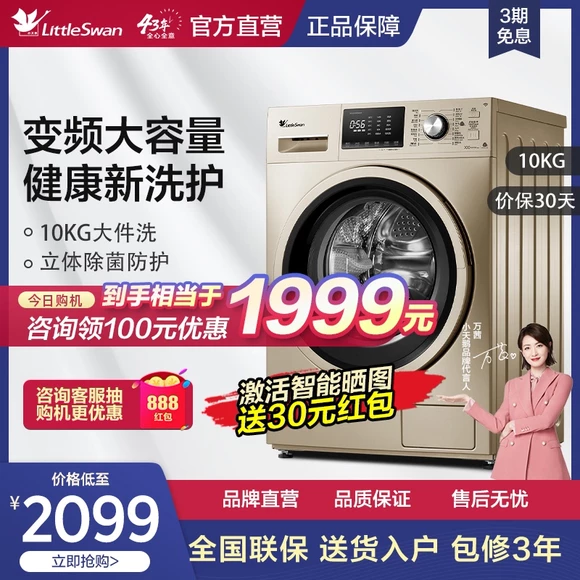 LittleSwan
43年
全心全意
官方直营
正品保障
3期
免息
变频大容量
健康新洗护
10KG大件洗
立体除菌防护
LittleSwan
0:56
10KG
价保30天
今日购机
到手相当于1999元
咨询领100元优惠
万茜
小天鹅品牌代言人
咨询客服抽
购机更优惠
888
红包
激活智能晒图
送30元红包
价格低至
¥2099
立即抢购>
品牌直营
品质保证
售后无忧
全国联保 送货入户 包修3年